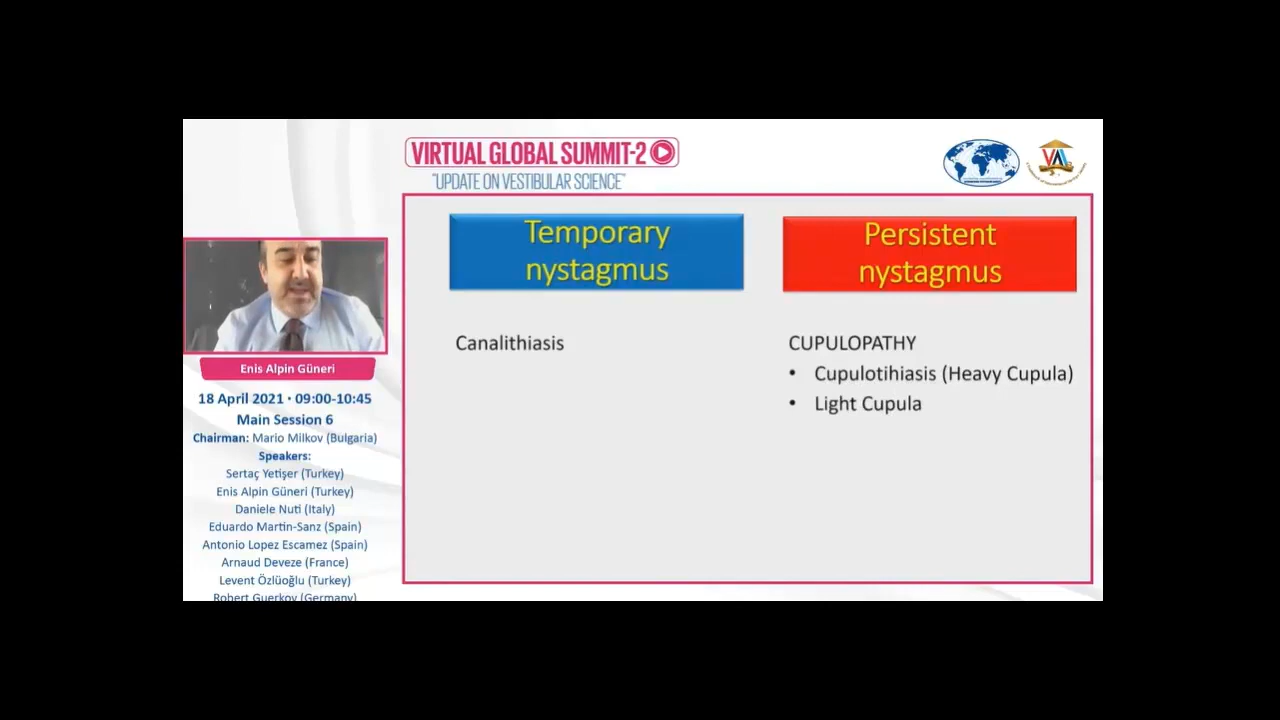 VIRTUAL GLOBAL SUMMIT-2
"UPDATE ON VESTIBULAR SCIENCE"
Enis Alpin Güneri
18 April 2021 · 09:00-10:45
Main Session 6
Chairman: Mario Milkov (Bulgaria)
Speakers:
Sertaç Yetişer (Turkey)
Enis Alpin Güneri (Turkey)
Daniele Nuti (Italy)
Eduardo Martin-Sanz (Spain)
Antonio Lopez Escamez (Spain)
Arnaud Deveze (France)
Levent Özlüoğlu (Turkey)
Robert Guerkov (Germany)
Temporary
nystagmus
Canalithiasis
Persistent
nystagmus
CUPULOPATHY
• Cupulotihiasis (Heavy Cupula)
• Light Cupula